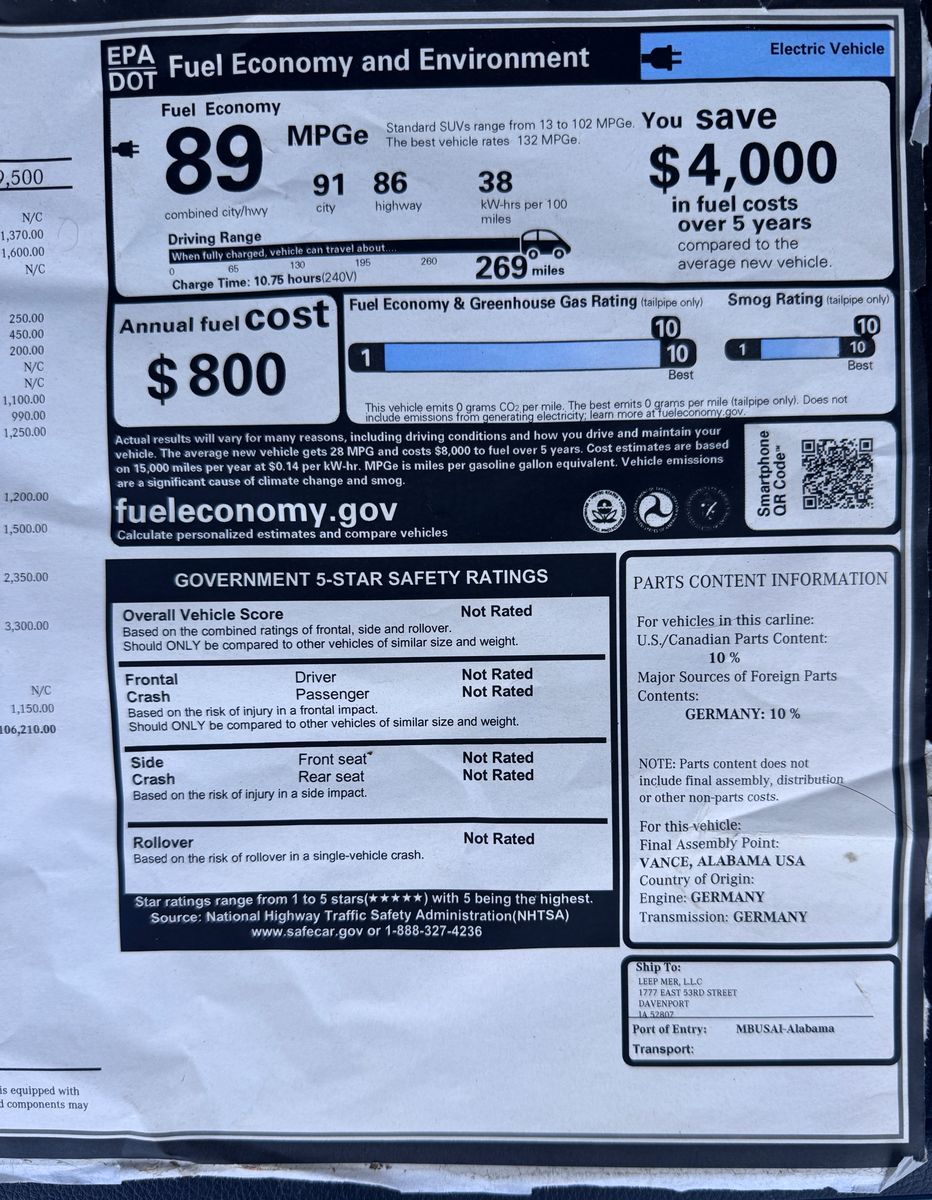 9,500
N/C
1,370.00
1,600.00
N/C
250.00
450.00
200.00
N/C
N/C
1,100.00
990.00
1,250.00
1,200.00
1,500.00
2,350.00
3,300.00
N/C
1,150.00
106,210.00
is equipped with
d components may
EPA
DOT
Fuel Economy and Environment
Electric Vehicle
Fuel Economy
89 MPGe
combined city/hwy
Standard SUVs range from 13 to 102 MPGe.
The best vehicle rates 132 MPGe.
91
city
86
highway
38
kW-hrs per 100
miles
Driving Range
When fully charged, vehicle can travel about....
0 65 130 195 260
269 miles
Charge Time: 10.75 hours(240V)
You save
$4,000
in fuel costs
over 5 years
compared to the
average new vehicle.
Annual fuel cost
$800
Fuel Economy & Greenhouse Gas Rating (tailpipe only)
10
1 10
Best
Smog Rating (tailpipe only)
10
1 10
Best
This vehicle emits 0 grams CO2 per mile. The best emits 0 grams per mile (tailpipe only). Does not
include emissions from generating electricity; learn more at fueleconomy.gov.
Actual results will vary for many reasons, including driving conditions and how you drive and maintain your
vehicle. The average new vehicle gets 28 MPG and costs $8,000 to fuel over 5 years. Cost estimates are based
on 15,000 miles per year at $0.14 per kW-hr. MPGe is miles per gasoline gallon equivalent. Vehicle emissions
are a significant cause of climate change and smog.
fueleconomy.gov
Calculate personalized estimates and compare vehicles
Smartphone
QR Code™
GOVERNMENT 5-STAR SAFETY RATINGS
Overall Vehicle Score Not Rated
Based on the combined ratings of frontal, side and rollover.
Should ONLY be compared to other vehicles of similar size and weight.
Frontal Driver Not Rated
Crash Passenger Not Rated
Based on the risk of injury in a frontal impact.
Should ONLY be compared to other vehicles of similar size and weight.
Side Front seat Not Rated
Crash Rear seat Not Rated
Based on the risk of injury in a side impact.
Rollover Not Rated
Based on the risk of rollover in a single-vehicle crash.
Star ratings range from 1 to 5 stars(★★★★★) with 5 being the highest.
Source: National Highway Traffic Safety Administration(NHTSA)
www.safecar.gov or 1-888-327-4236
PARTS CONTENT INFORMATION
For vehicles in this carline:
U.S./Canadian Parts Content:
10 %
Major Sources of Foreign Parts
Contents:
GERMANY: 10 %
NOTE: Parts content does not
include final assembly, distribution
or other non-parts costs.
For this vehicle:
Final Assembly Point:
VANCE, ALABAMA USA
Country of Origin:
Engine: GERMANY
Transmission: GERMANY
Ship To:
LEEP MER, L.L.C
1777 EAST 53RD STREET
DAVENPORT
IA 52807
Port of Entry: MBUSAI-Alabama
Transport: